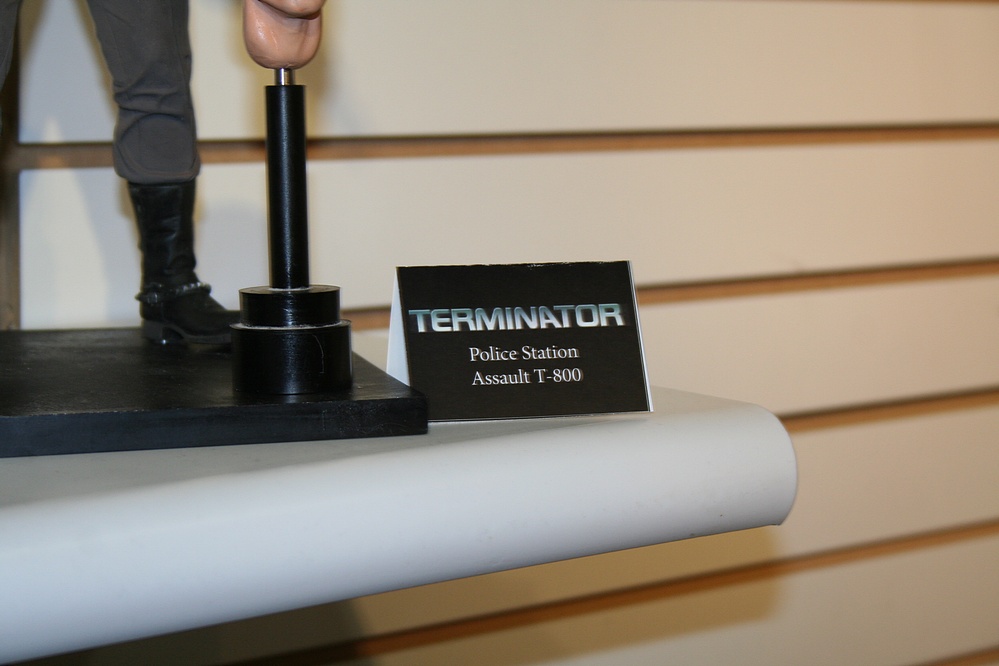 TERMINATOR
Police Station
Assault T-800